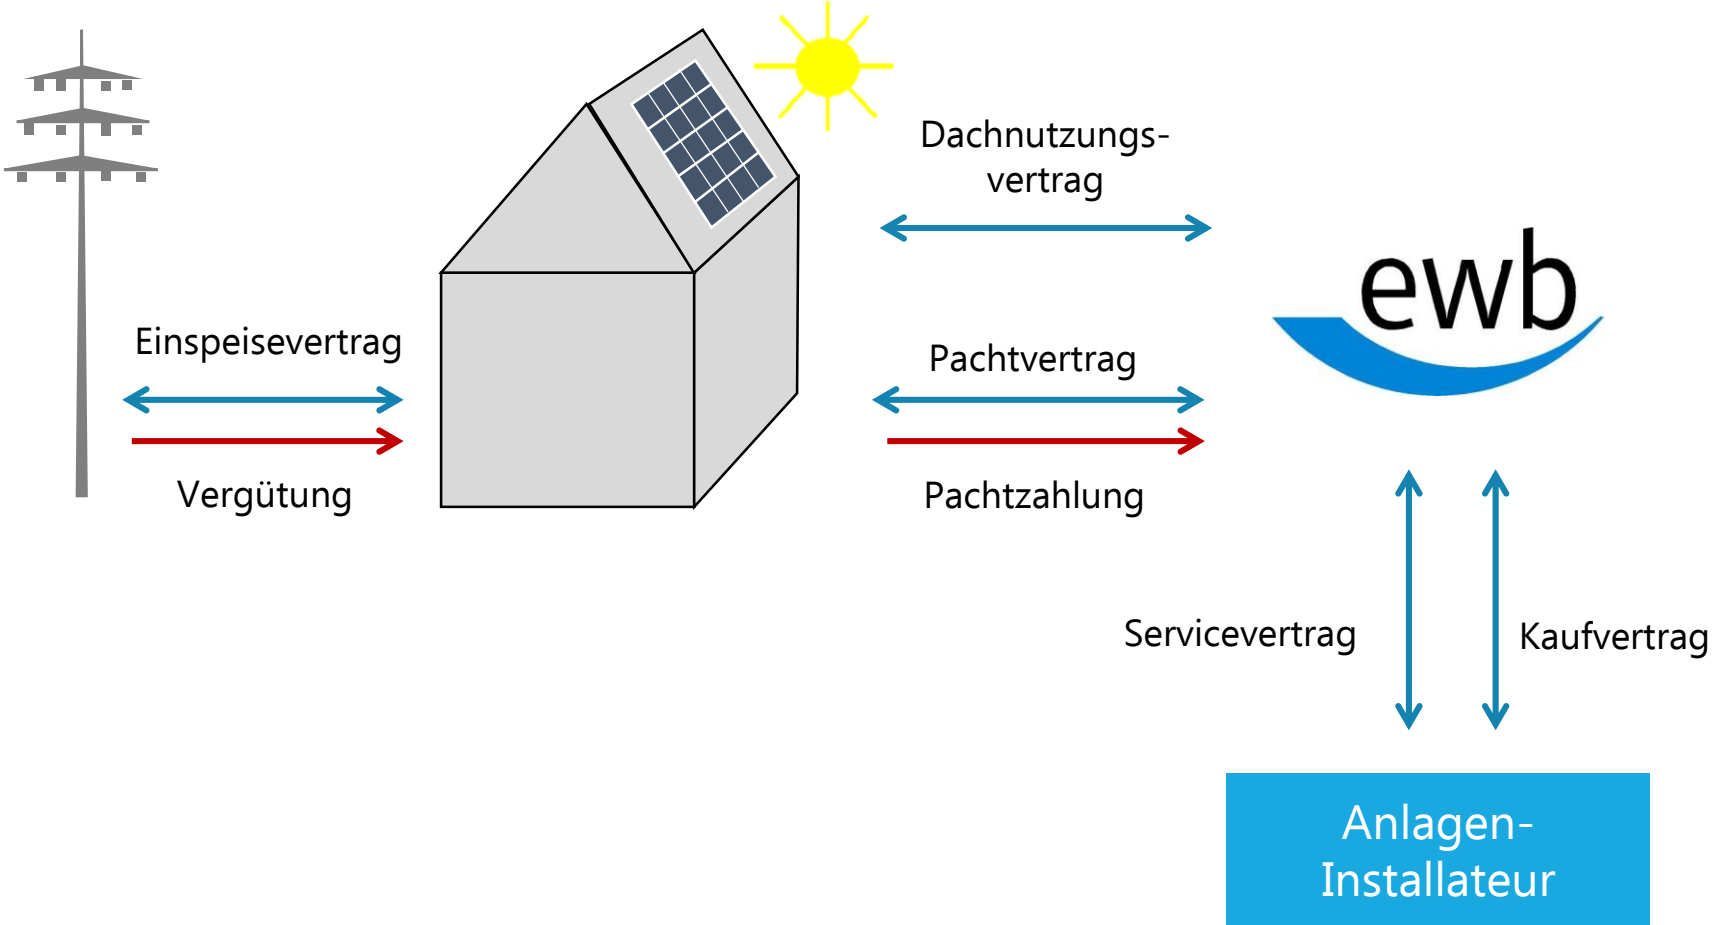 Dachnutzungs-
vertrag
ewb
Einspeisevertrag
Pachtvertrag
Vergütung
Pachtzahlung
Servicevertrag
Kaufvertrag
Anlagen-
Installateur